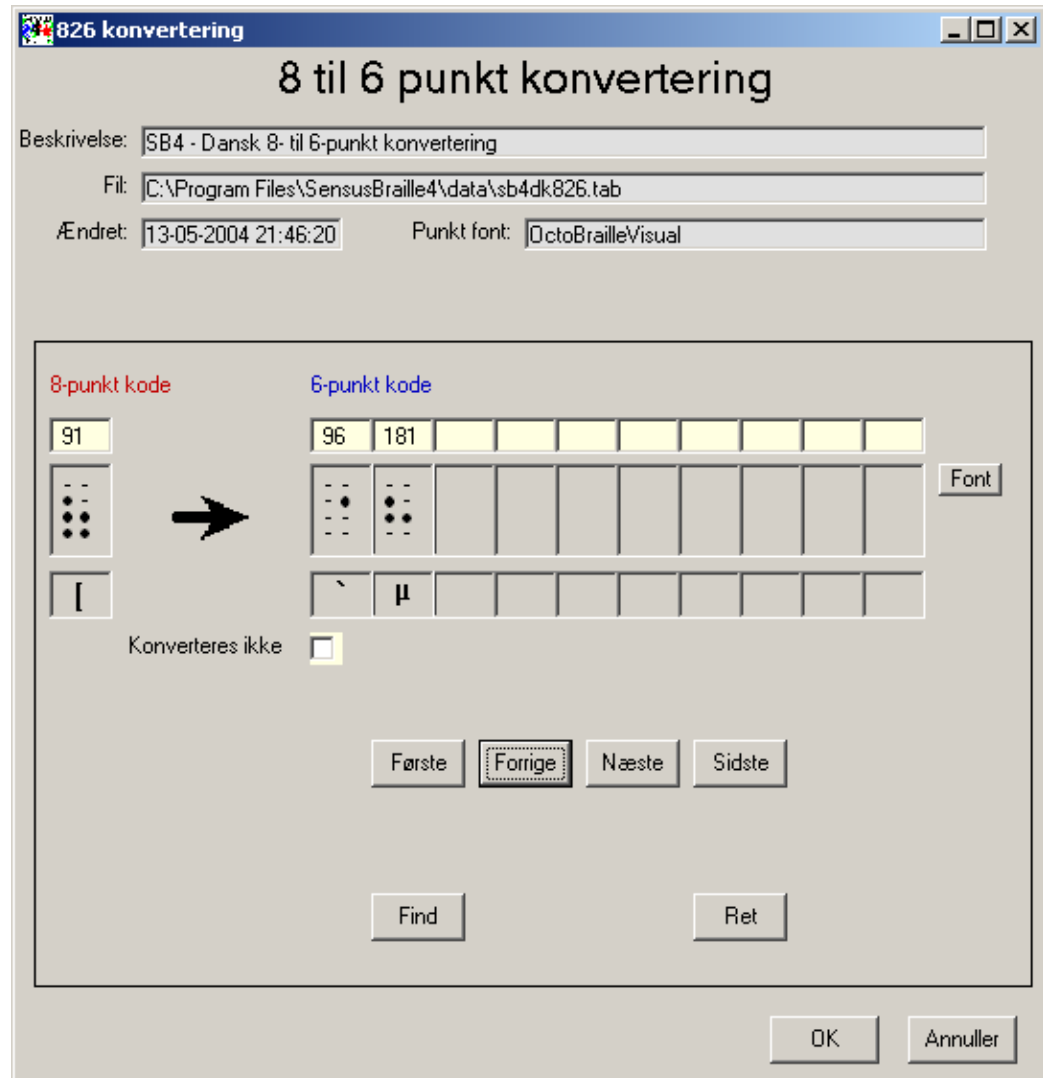 826 konvertering
8 til 6 punkt konvertering
Beskrivelse: SB4 - Dansk 8- til 6-punkt konvertering
Fil: C:\Program Files\SensusBraille4\data\sb4dk826.tab
Ændret: 13-05-2004 21:46:20 Punkt font: OctoBrailleVisual
8-punkt kode 6-punkt kode
91 96 181
Font
[ ` µ
Konverteres ikke
Første Forrige Næste Sidste
Find Ret
OK Annuller